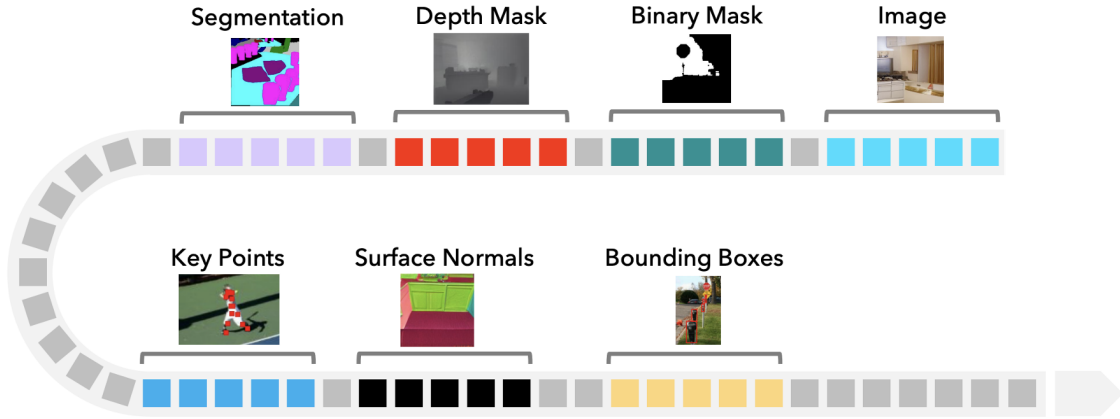 Segmentation
Depth Mask
Binary Mask
Image
Key Points
Surface Normals
Bounding Boxes